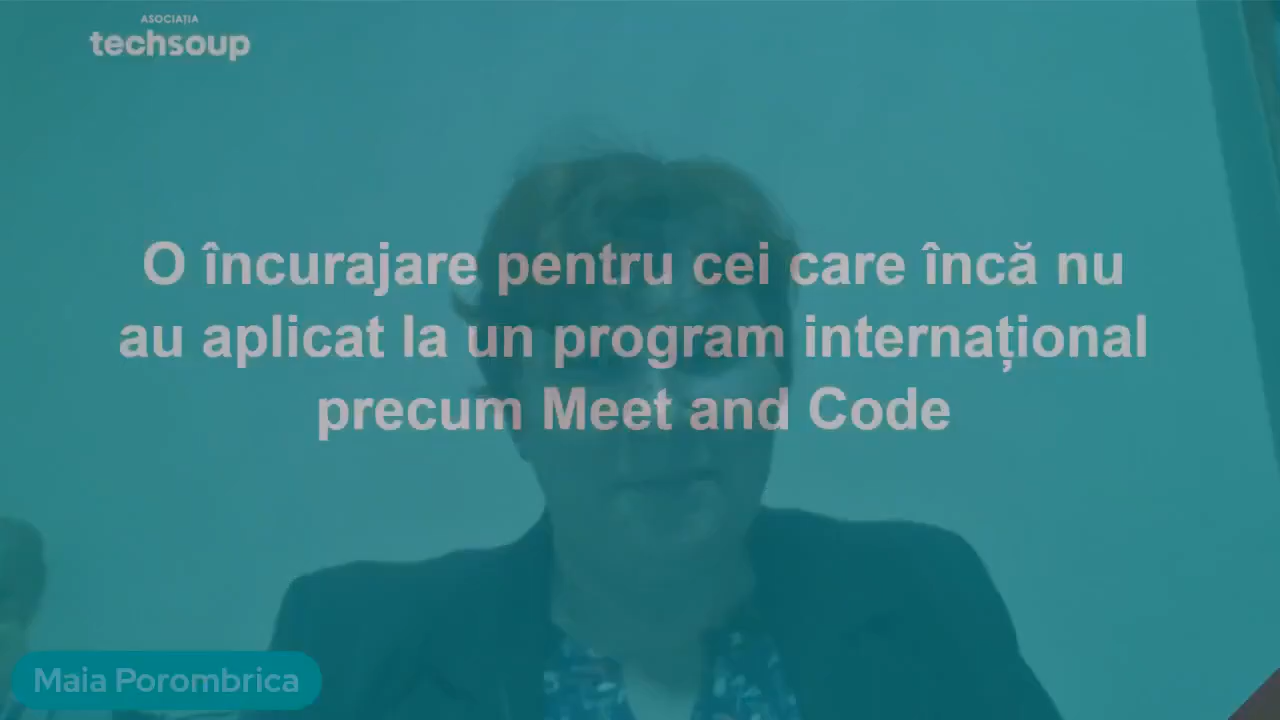 ASOCIAȚIA
techsoup
O încurajare pentru cei care încă nu
au aplicat la un program internațional
precum Meet and Code
Maia Porombrica